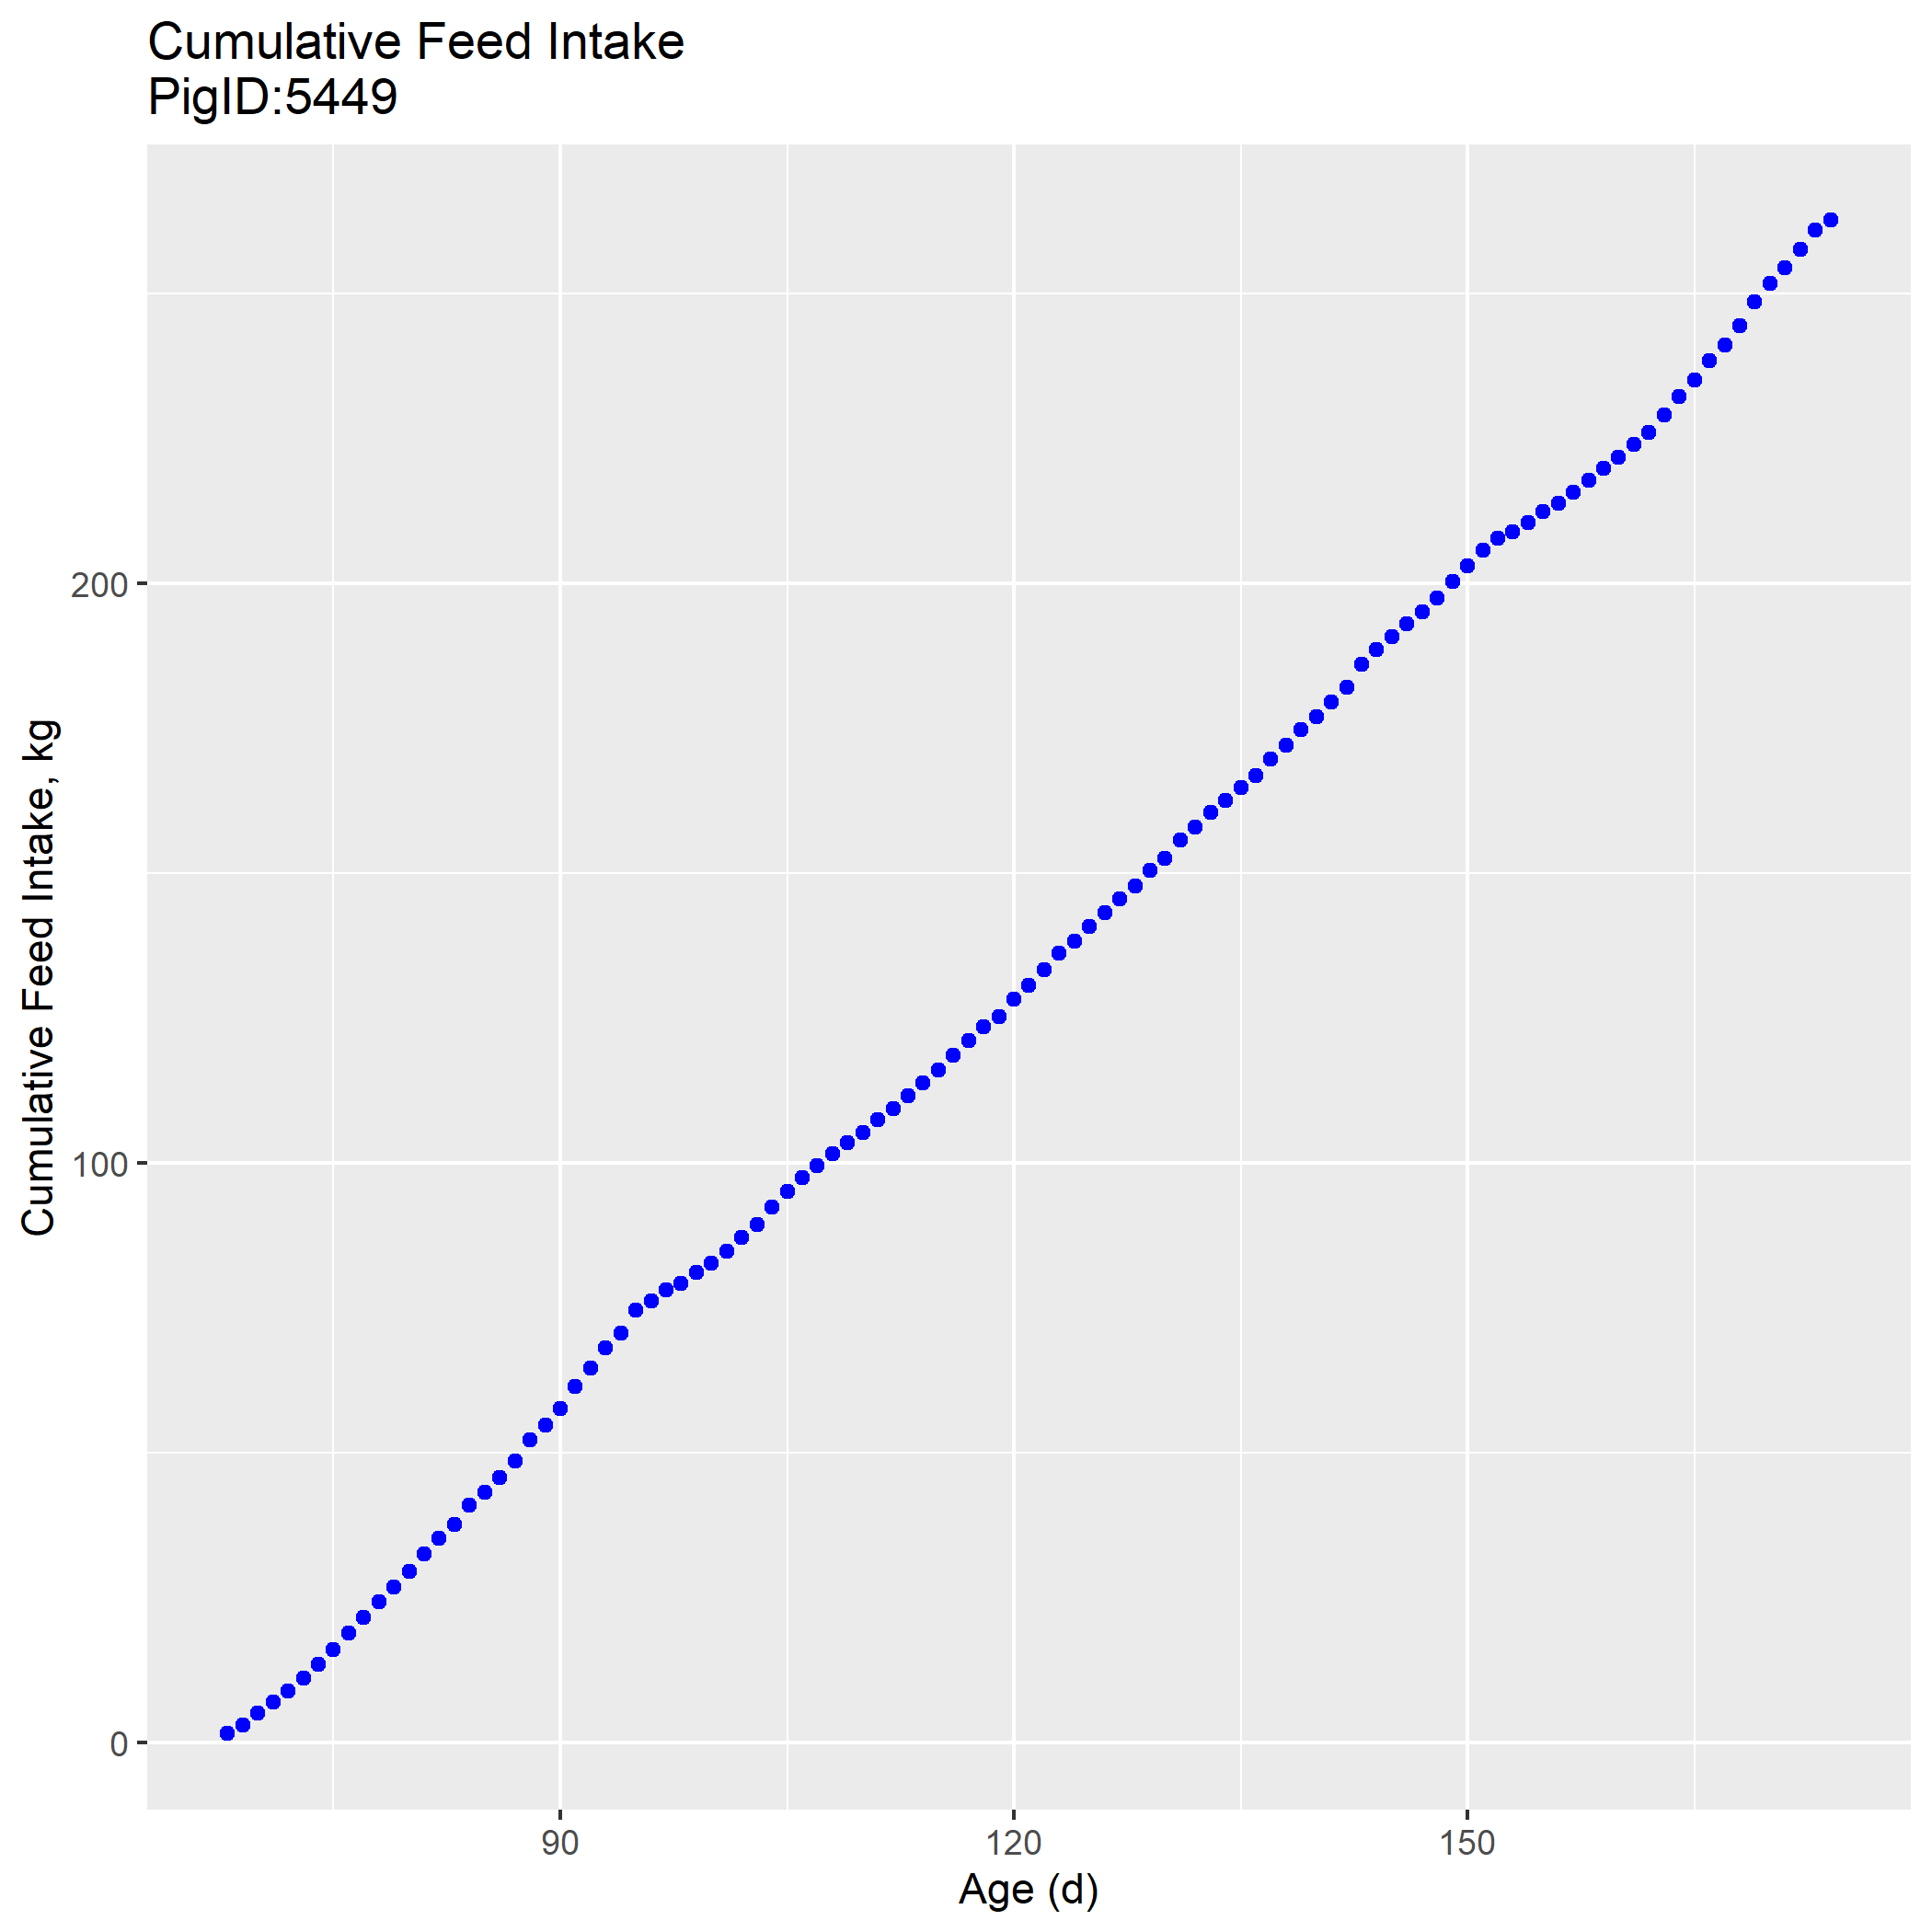 Cumulative Feed Intake
PigID:5449
Cumulative Feed Intake, kg
200
100
0
90
120
150
Age (d)